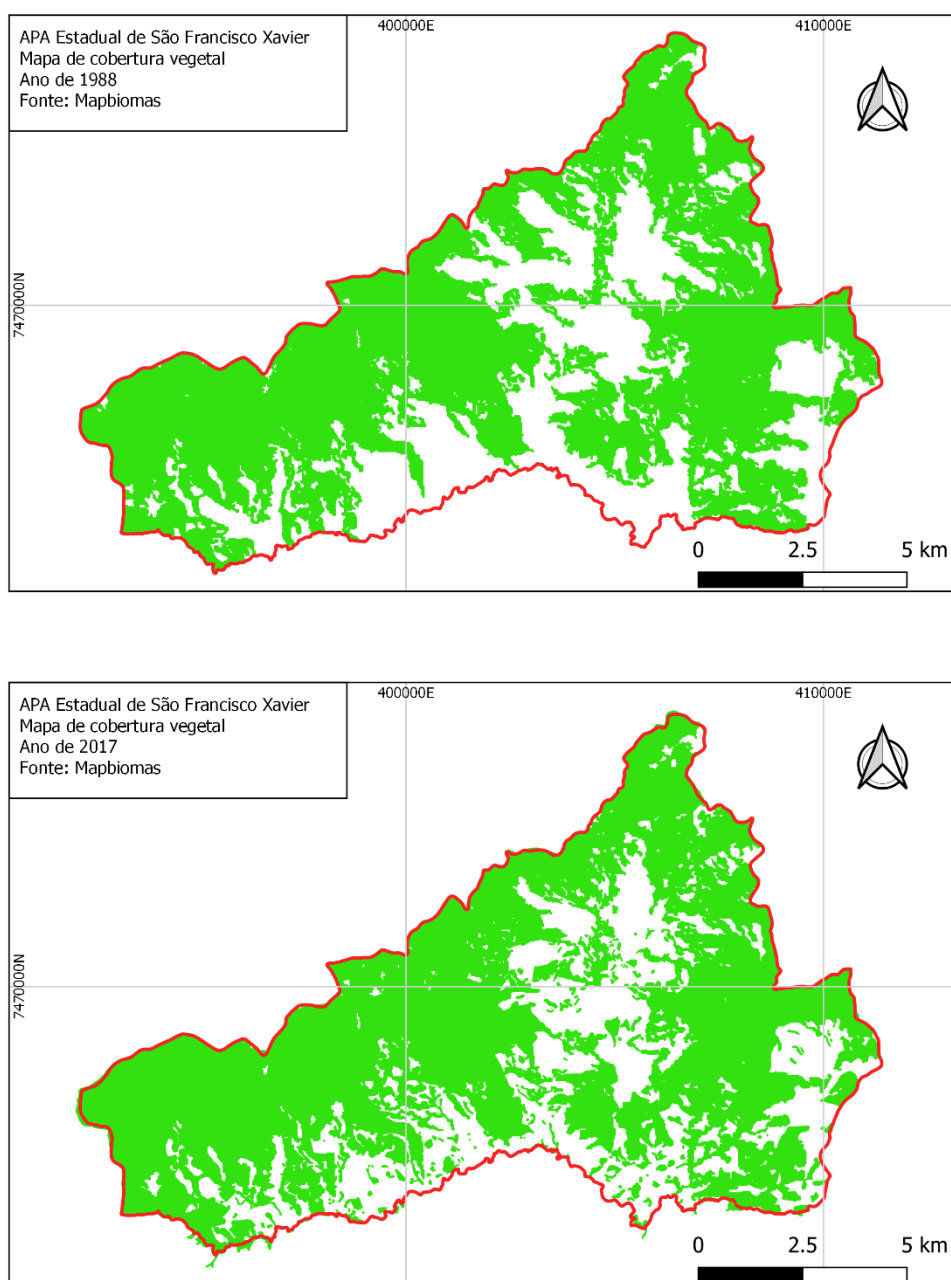 APA Estadual de São Francisco Xavier
Mapa de cobertura vegetal
Ano de 1988
Fonte: Mapbiomas
400000E
410000E
7470000N
0 2.5 5 km
APA Estadual de São Francisco Xavier
Mapa de cobertura vegetal
Ano de 2017
Fonte: Mapbiomas
400000E
410000E
7470000N
0 2.5 5 km